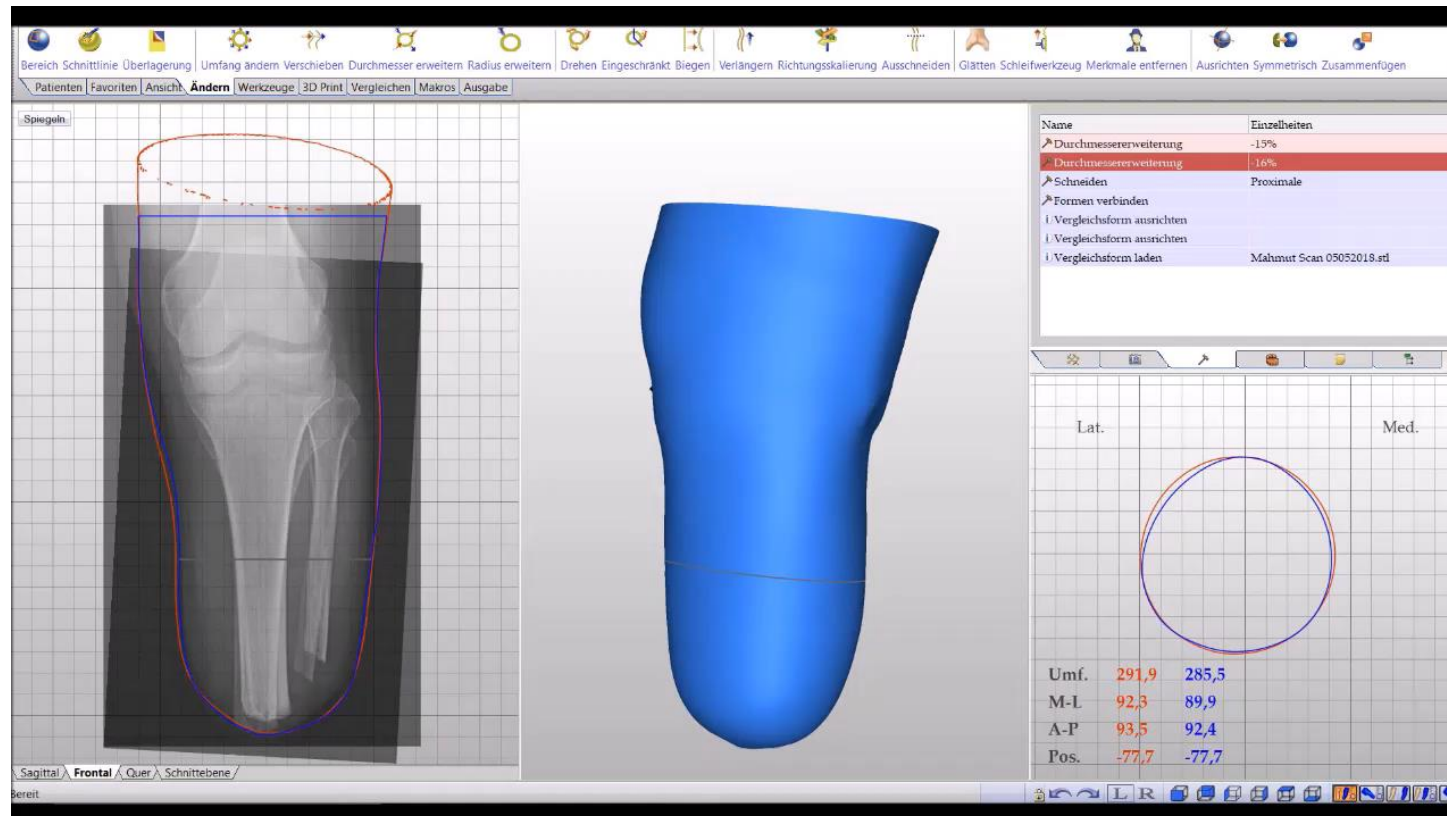 Bereich Schnittlinie Überlagerung Umfang ändern Verschieben Durchmesser erweitern Radius erweitern Drehen Eingeschränkt Biegen Verlängern Richtungsskalierung Ausschneiden Glätten Schleifwerkzeug Merkmale entfernen Ausrichten Symmetrisch Zusammenfügen
Patienten Favoriten Ansicht Ändern Werkzeuge 3D Print Vergleichen Makros Ausgabe
Spiegeln
Name Einzelheiten
Durchmessererweiterung -15%
Durchmessererweiterung -16%
Schneiden Proximale
Formen verbinden
Vergleichsform ausrichten
Vergleichsform ausrichten
Vergleichsform laden Mahmut Scan 05052018.stl
Lat. Med.
Umf. 291,9 285,5
M-L 92,3 89,9
A-P 93,5 92,4
Pos. -77,7 -77,7
Sagittal Frontal Quer Schnittebene
Bereit
L R